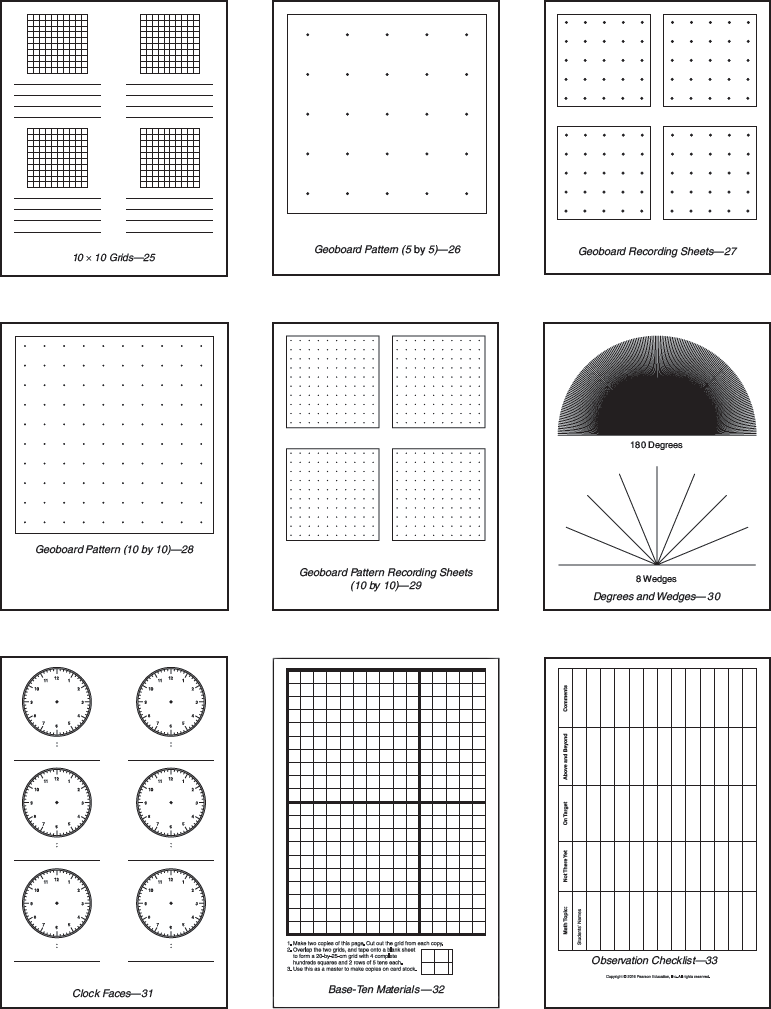 10 × 10 Grids—25
Geoboard Pattern (5 by 5)—26
Geoboard Recording Sheets—27
Geoboard Pattern (10 by 10)—28
Geoboard Pattern Recording Sheets
(10 by 10)—29
180 Degrees
8 Wedges
Degrees and Wedges—30
12 1 2 3 4 5 6 7 8 9 10 11
:
12 1 2 3 4 5 6 7 8 9 10 11
:
12 1 2 3 4 5 6 7 8 9 10 11
:
12 1 2 3 4 5 6 7 8 9 10 11
:
12 1 2 3 4 5 6 7 8 9 10 11
:
12 1 2 3 4 5 6 7 8 9 10 11
:
Clock Faces—31
1. Make two copies of this page. Cut out the grid from each copy.
2. Overlap the two grids, and tape onto a blank sheet
to form a 20-by-25-cm grid with 4 complete
hundreds squares and 2 rows of 5 tens each.
3. Use this as a master to make copies on card stock.
Base-Ten Materials—32
Math Topic:
Students' Names
Not There Yet
On Target
Above and Beyond
Comments
Observation Checklist—33
Copyright © 2016 Pearson Education, Inc. All rights reserved.